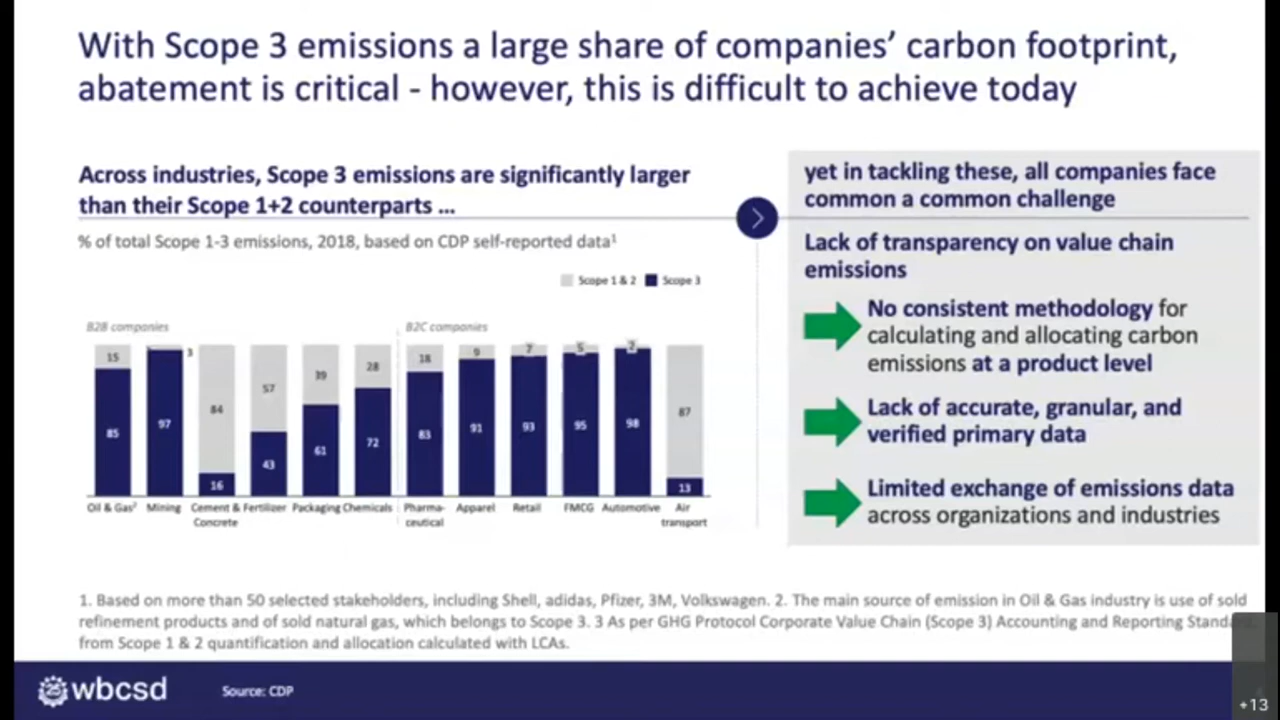 With Scope 3 emissions a large share of companies' carbon footprint,
abatement is critical - however, this is difficult to achieve today
Across industries, Scope 3 emissions are significantly larger
than their Scope 1+2 counterparts ...
% of total Scope 1-3 emissions, 2018, based on CDP self-reported data¹
Scope 1 & 2
Scope 3
B2B companies
B2C companies
15 3 84 57 39 28 18 9 7 5 2 87
85 97 16 43 61 72 83 91 93 95 98 13
Oil & Gas² Mining Cement & Fertilizer Packaging Chemicals Pharma- Apparel Retail FMCG Automotive Air
Concrete ceutical transport
yet in tackling these, all companies face
common a common challenge
Lack of transparency on value chain
emissions
No consistent methodology for
calculating and allocating carbon
emissions at a product level
Lack of accurate, granular, and
verified primary data
Limited exchange of emissions data
across organizations and industries
1. Based on more than 50 selected stakeholders, including Shell, adidas, Pfizer, 3M, Volkswagen. 2. The main source of emission in Oil & Gas industry is use of sold
refinement products and of sold natural gas, which belongs to Scope 3. 3 As per GHG Protocol Corporate Value Chain (Scope 3) Accounting and Reporting
from Scope 1 & 2 quantification and allocation calculated with LCAs.
25 wbcsd
Source: CDP
+13